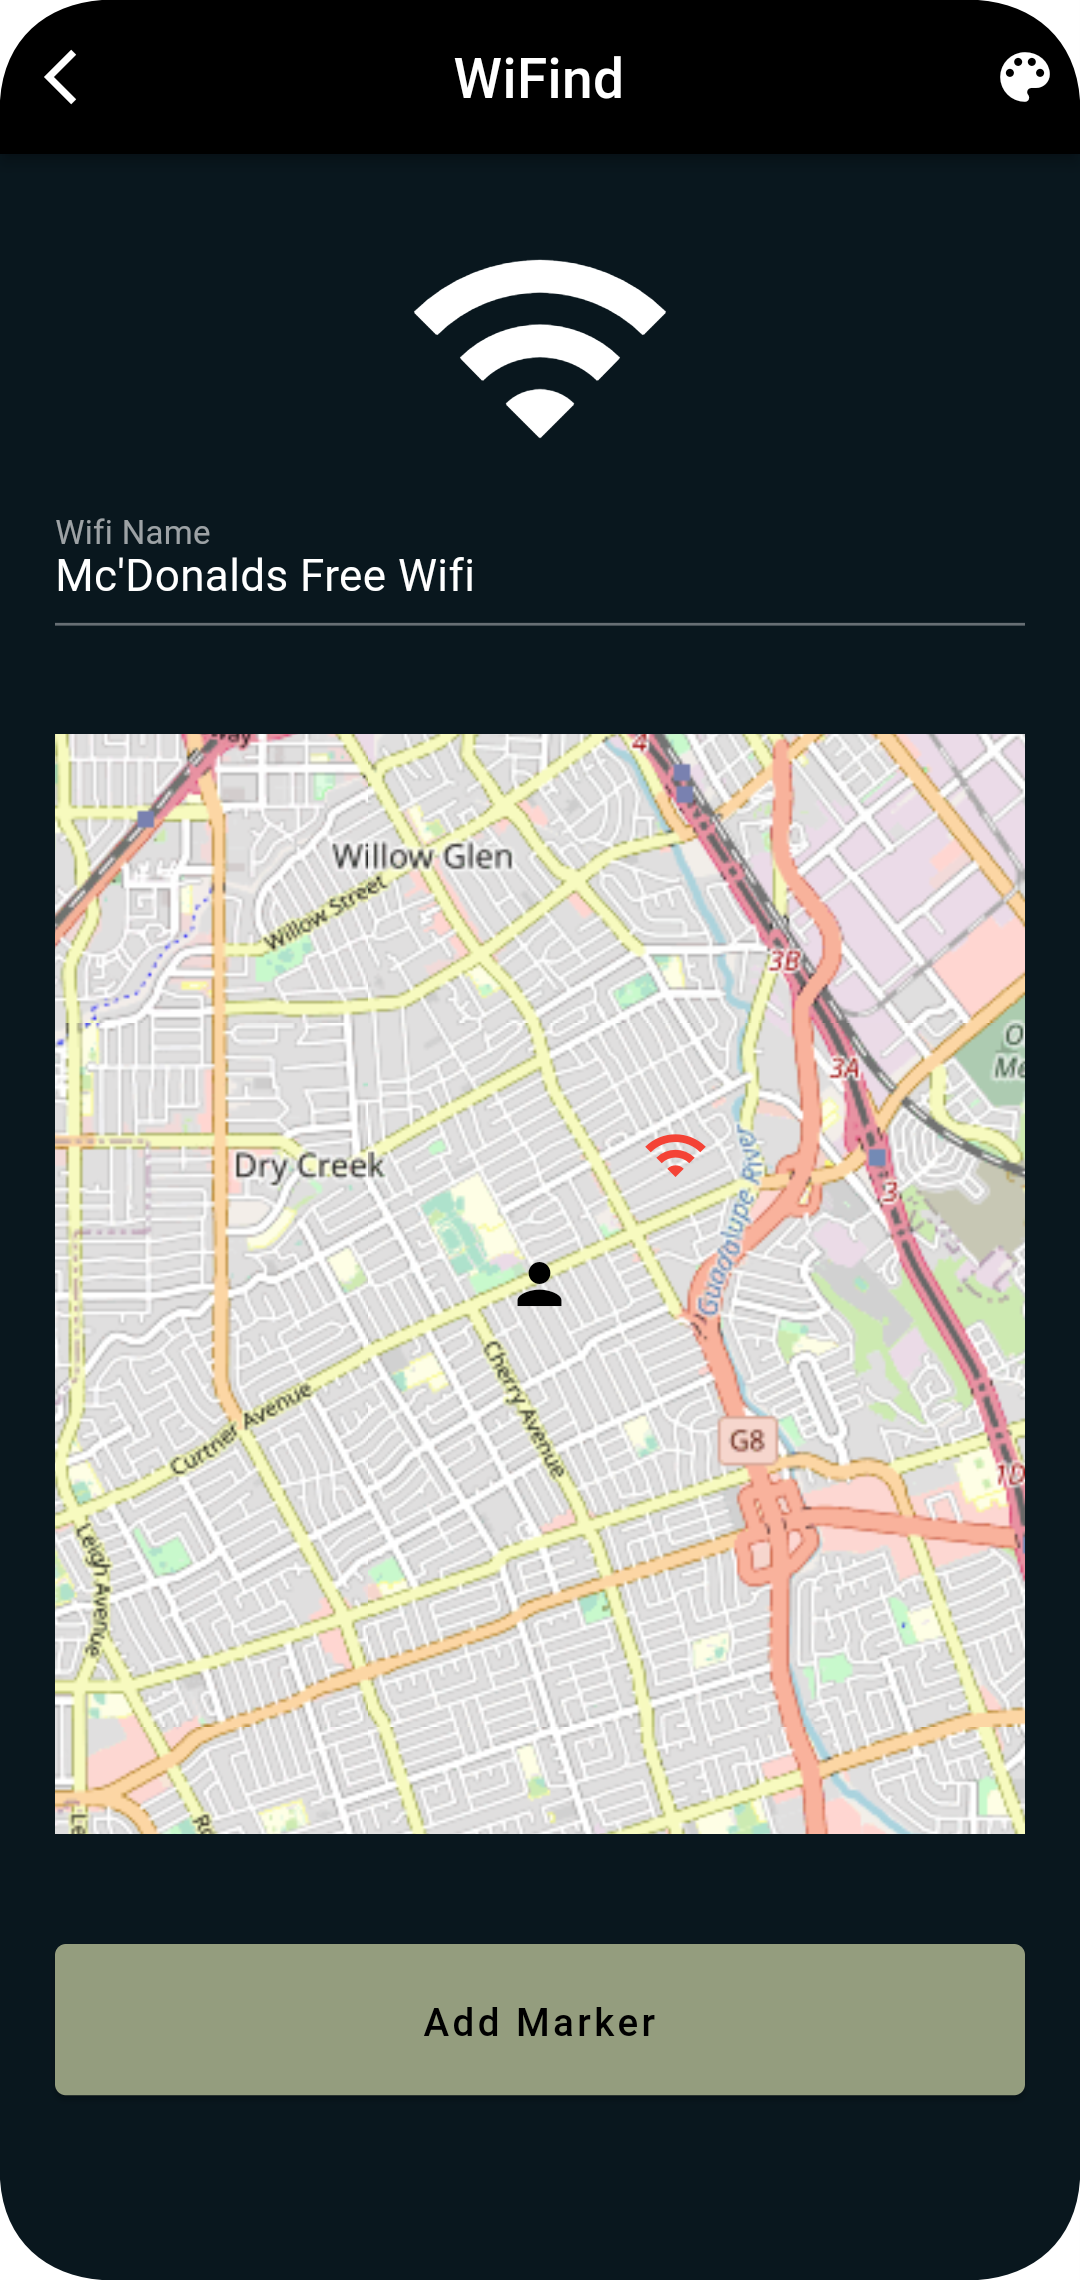 WiFind
Wifi Name
Mc'Donalds Free Wifi
4
Willow Glen
Willow Street
3B
3A
Dry Creek
3
Guadalupe River
Cherry Avenue
Curtner Avenue
G8
1D
Leigh Avenue
Add Marker